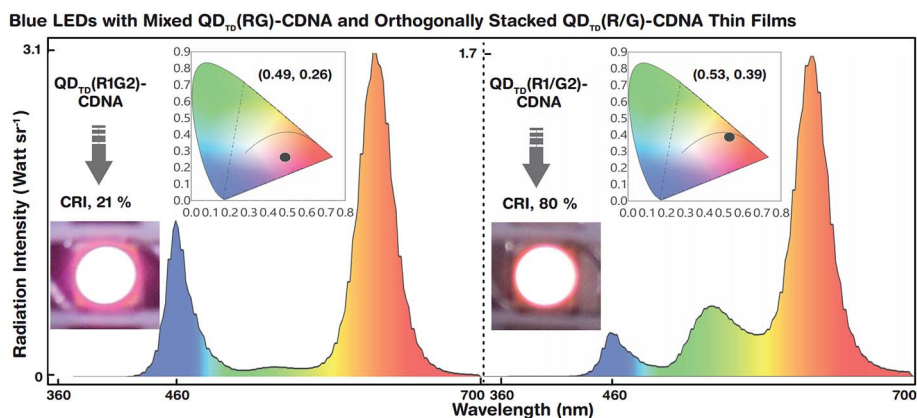 Blue LEDs with Mixed QDTD(RG)-CDNA and Orthogonally Stacked QDTD(R/G)-CDNA Thin Films
3.1
Radiation Intensity (Watt sr-1)
0
QDTD(R1G2)-
CDNA
CRI, 21 %
0.9
0.8
0.7
0.6
0.5
0.4
0.3
0.2
0.1
0.0
(0.49, 0.26)
0.0 0.1 0.2 0.3 0.4 0.5 0.6 0.7 0.8
1.7
QDTD(R1/G2)-
CDNA
CRI, 80 %
0.9
0.8
0.7
0.6
0.5
0.4
0.3
0.2
0.1
0.0
(0.53, 0.39)
0.0 0.1 0.2 0.3 0.4 0.5 0.6 0.7 0.8
360 460 700 360 460 700
Wavelength (nm)